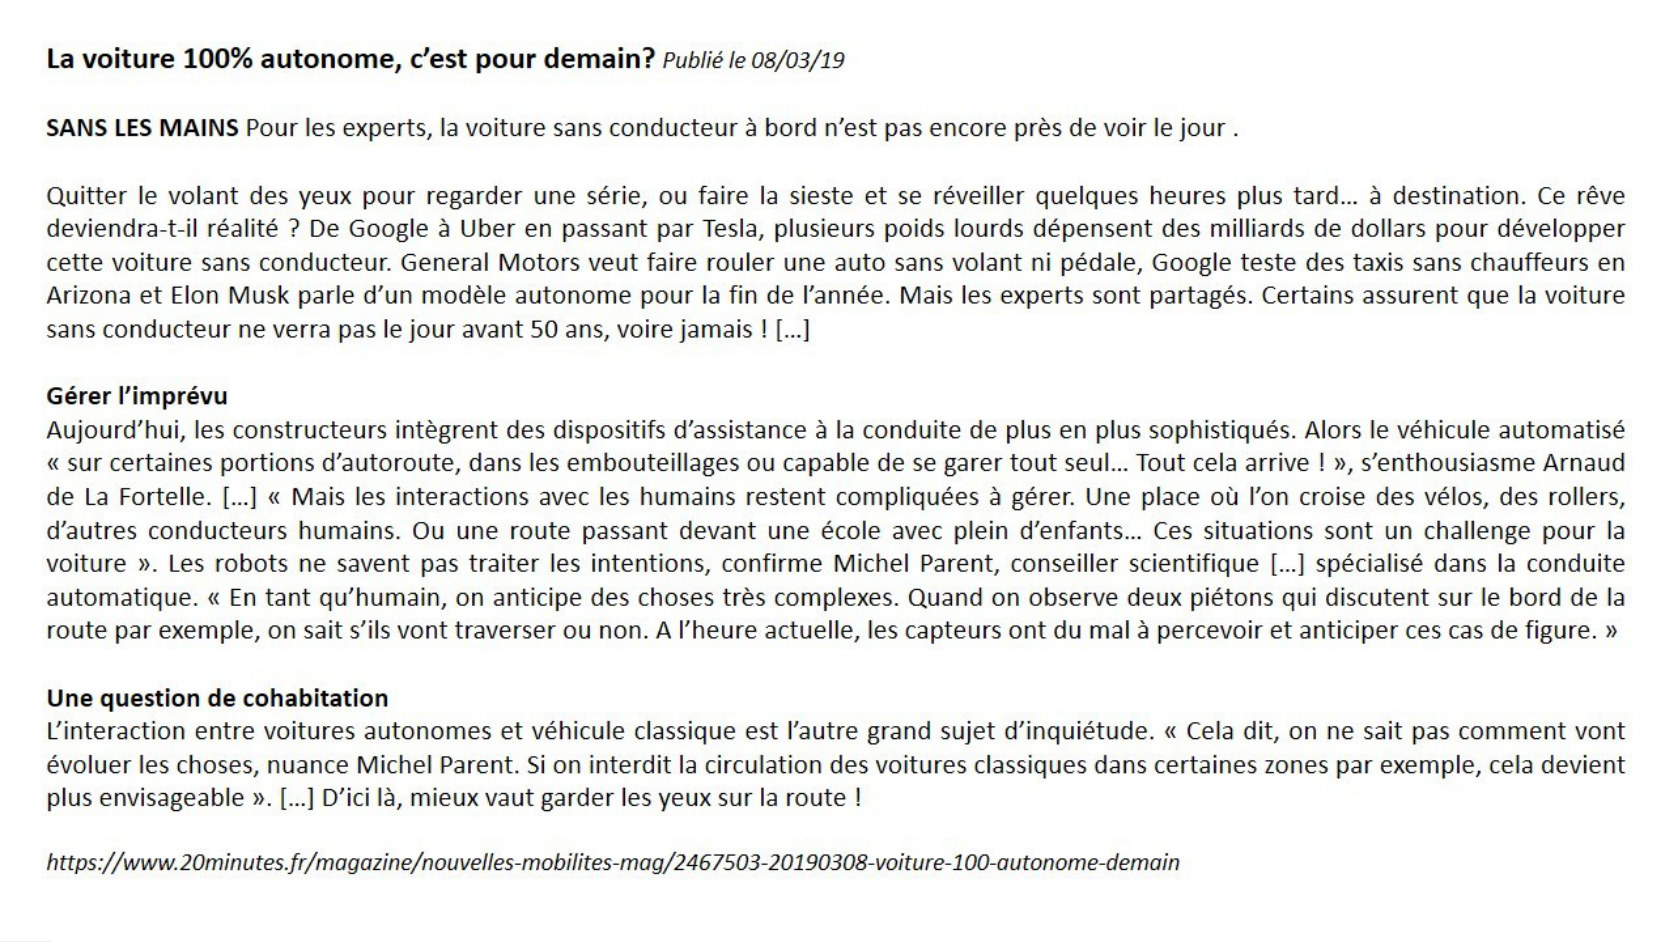 La voiture 100% autonome, c’est pour demain? Publié le 08/03/19
SANS LES MAINS Pour les experts, la voiture sans conducteur à bord n’est pas encore près de voir le jour .
Quitter le volant des yeux pour regarder une série, ou faire la sieste et se réveiller quelques heures plus tard... à destination. Ce rêve
deviendra-t-il réalité ? De Google à Uber en passant par Tesla, plusieurs poids lourds dépensent des milliards de dollars pour développer
cette voiture sans conducteur. General Motors veut faire rouler une auto sans volant ni pédale, Google teste des taxis sans chauffeurs en
Arizona et Elon Musk parle d’un modèle autonome pour la fin de l’année. Mais les experts sont partagés. Certains assurent que la voiture
sans conducteur ne verra pas le jour avant 50 ans, voire jamais ! [...]
Gérer l’imprévu
Aujourd’hui, les constructeurs intègrent des dispositifs d’assistance à la conduite de plus en plus sophistiqués. Alors le véhicule automatisé
« sur certaines portions d’autoroute, dans les embouteillages ou capable de se garer tout seul... Tout cela arrive ! », s’enthousiasme Arnaud
de La Fortelle. [...] « Mais les interactions avec les humains restent compliquées à gérer. Une place où l’on croise des vélos, des rollers,
d’autres conducteurs humains. Ou une route passant devant une école avec plein d’enfants... Ces situations sont un challenge pour la
voiture ». Les robots ne savent pas traiter les intentions, confirme Michel Parent, conseiller scientifique [...] spécialisé dans la conduite
automatique. « En tant qu’humain, on anticipe des choses très complexes. Quand on observe deux piétons qui discutent sur le bord de la
route par exemple, on sait s’ils vont traverser ou non. A l’heure actuelle, les capteurs ont du mal à percevoir et anticiper ces cas de figure. »
Une question de cohabitation
L’interaction entre voitures autonomes et véhicule classique est l’autre grand sujet d’inquiétude. « Cela dit, on ne sait pas comment vont
évoluer les choses, nuance Michel Parent. Si on interdit la circulation des voitures classiques dans certaines zones par exemple, cela devient
plus envisageable ». [...] D’ici là, mieux vaut garder les yeux sur la route !
https://www.20minutes.fr/magazine/nouvelles-mobilites-mag/2467503-20190308-voiture-100-autonome-demain